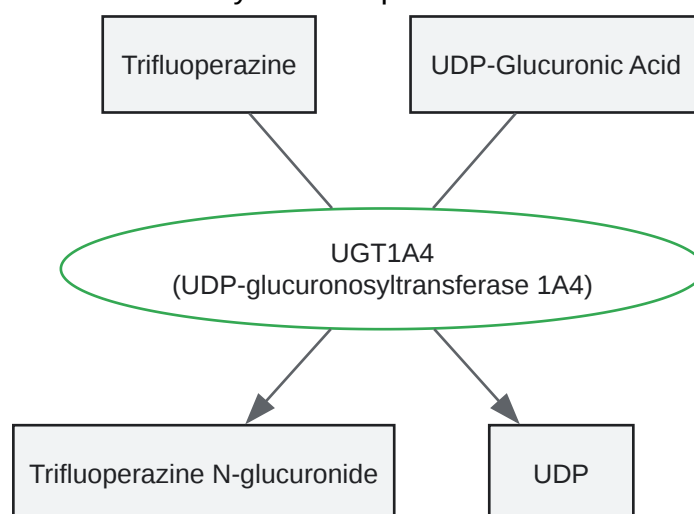 Trifluoperazine
UDP-Glucuronic Acid
UGT1A4
(UDP-glucuronosyltransferase 1A4)
Trifluoperazine N-glucuronide
UDP